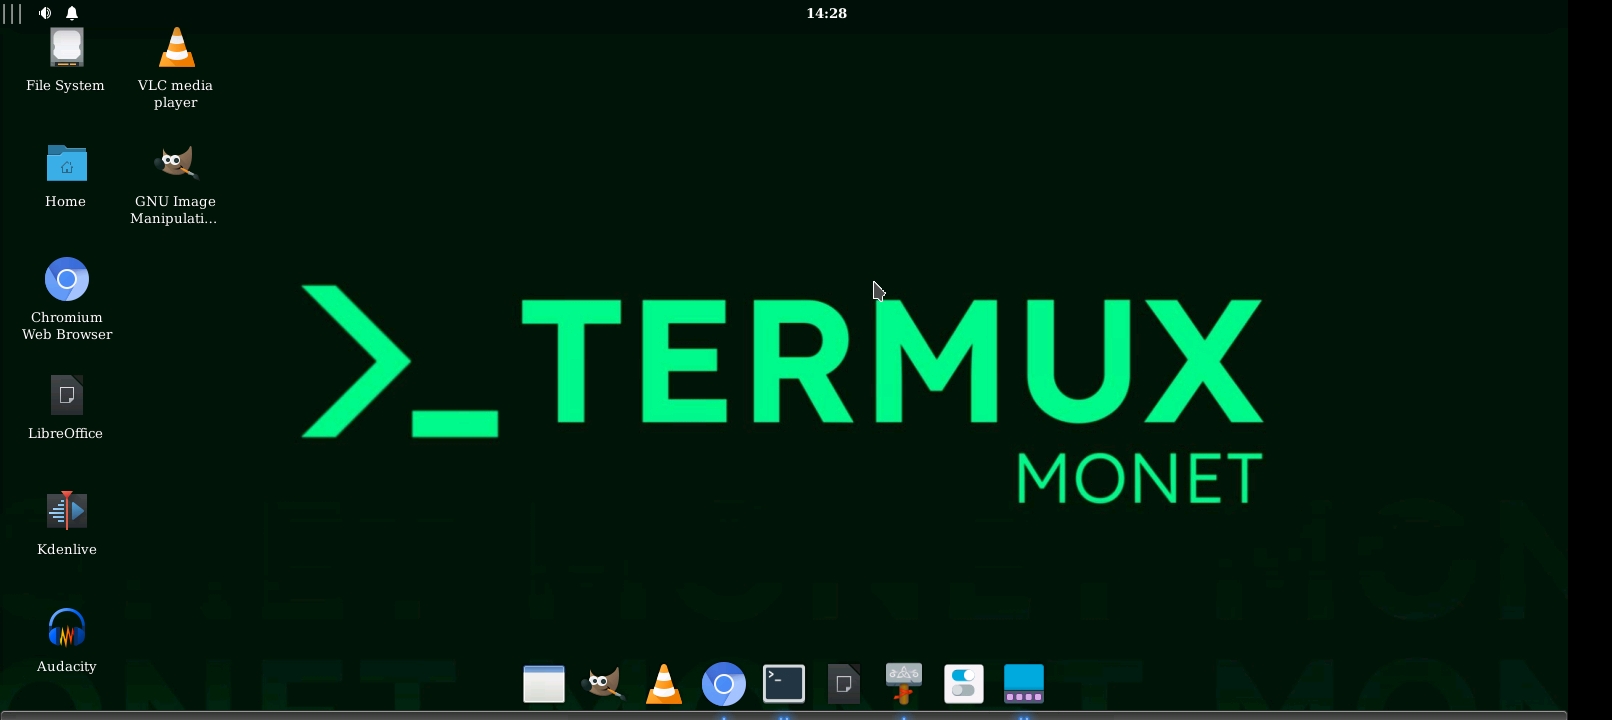 14:28
File System
VLC media
player
Home
GNU Image
Manipulati...
Chromium
Web Browser
LibreOffice
Kdenlive
Audacity
>_TERMUX
MONET